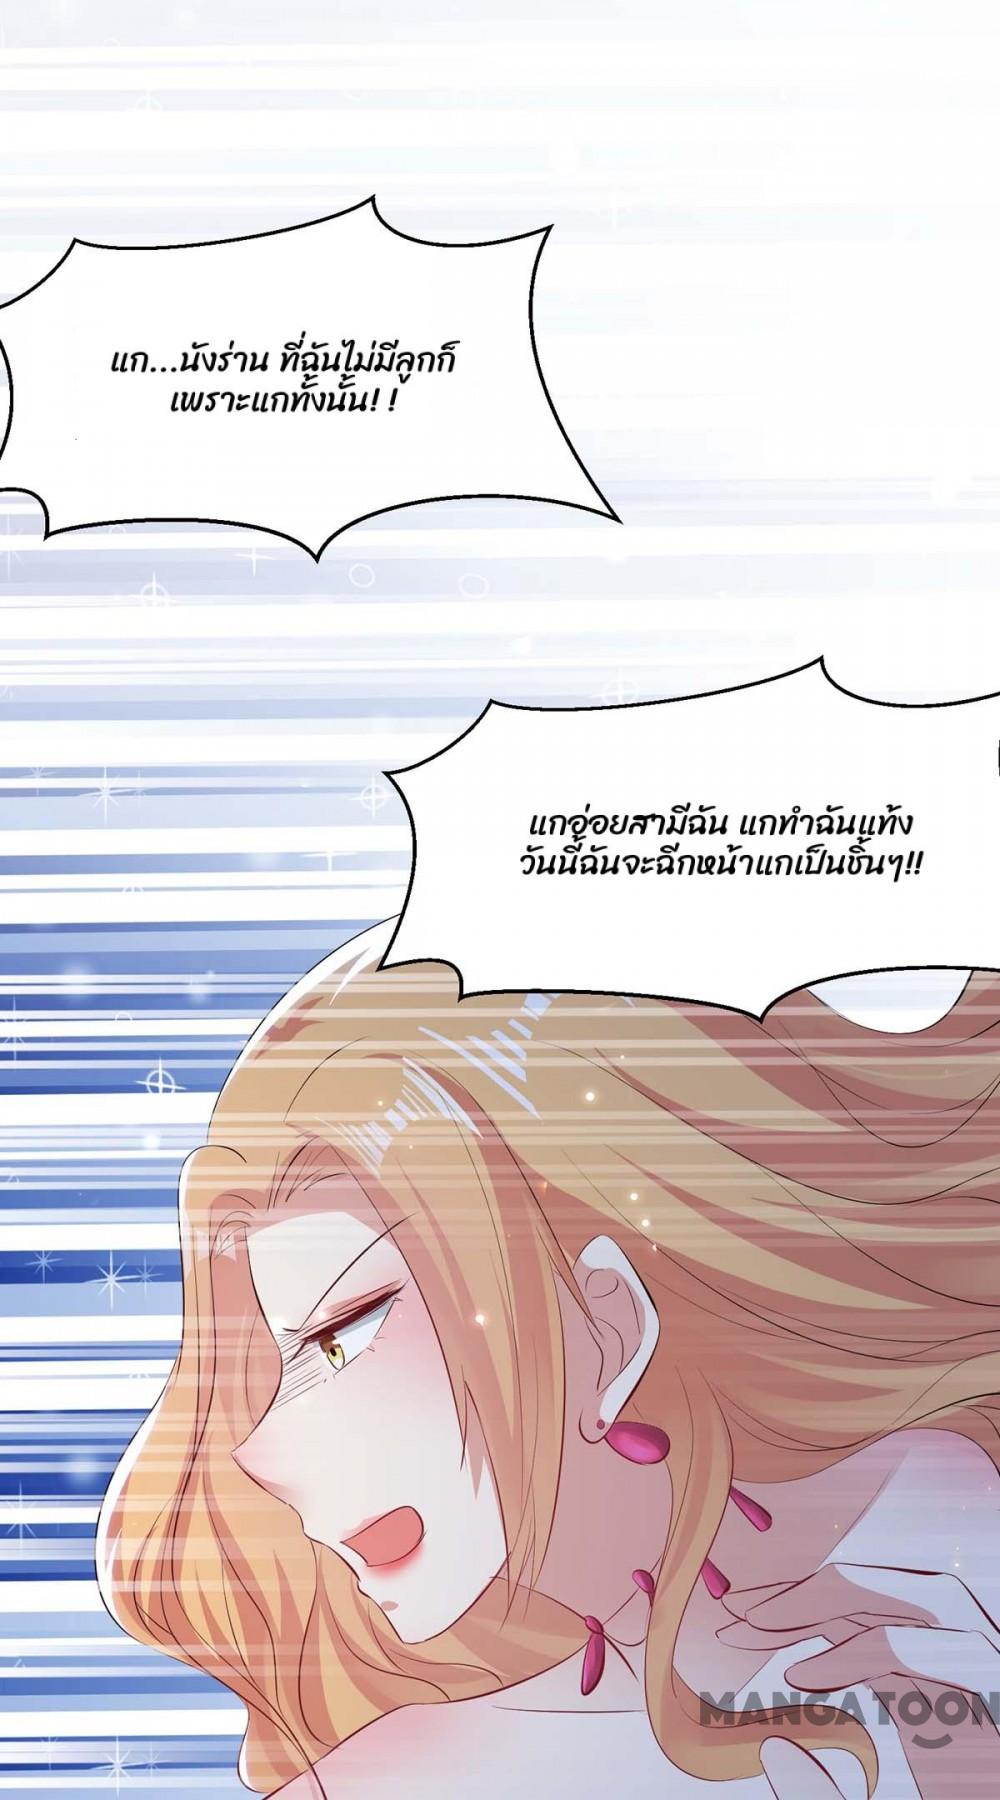 แก...นังร่าน ที่ฉันไม่มีลูกก็
เพราะแกทั้งนั้น!!
แกอ่อยสามีฉัน แกทำฉันแท้ง
วันนี้ฉันจะฉีกหน้าแกเป็นชิ้นๆ!!
MANGATOON